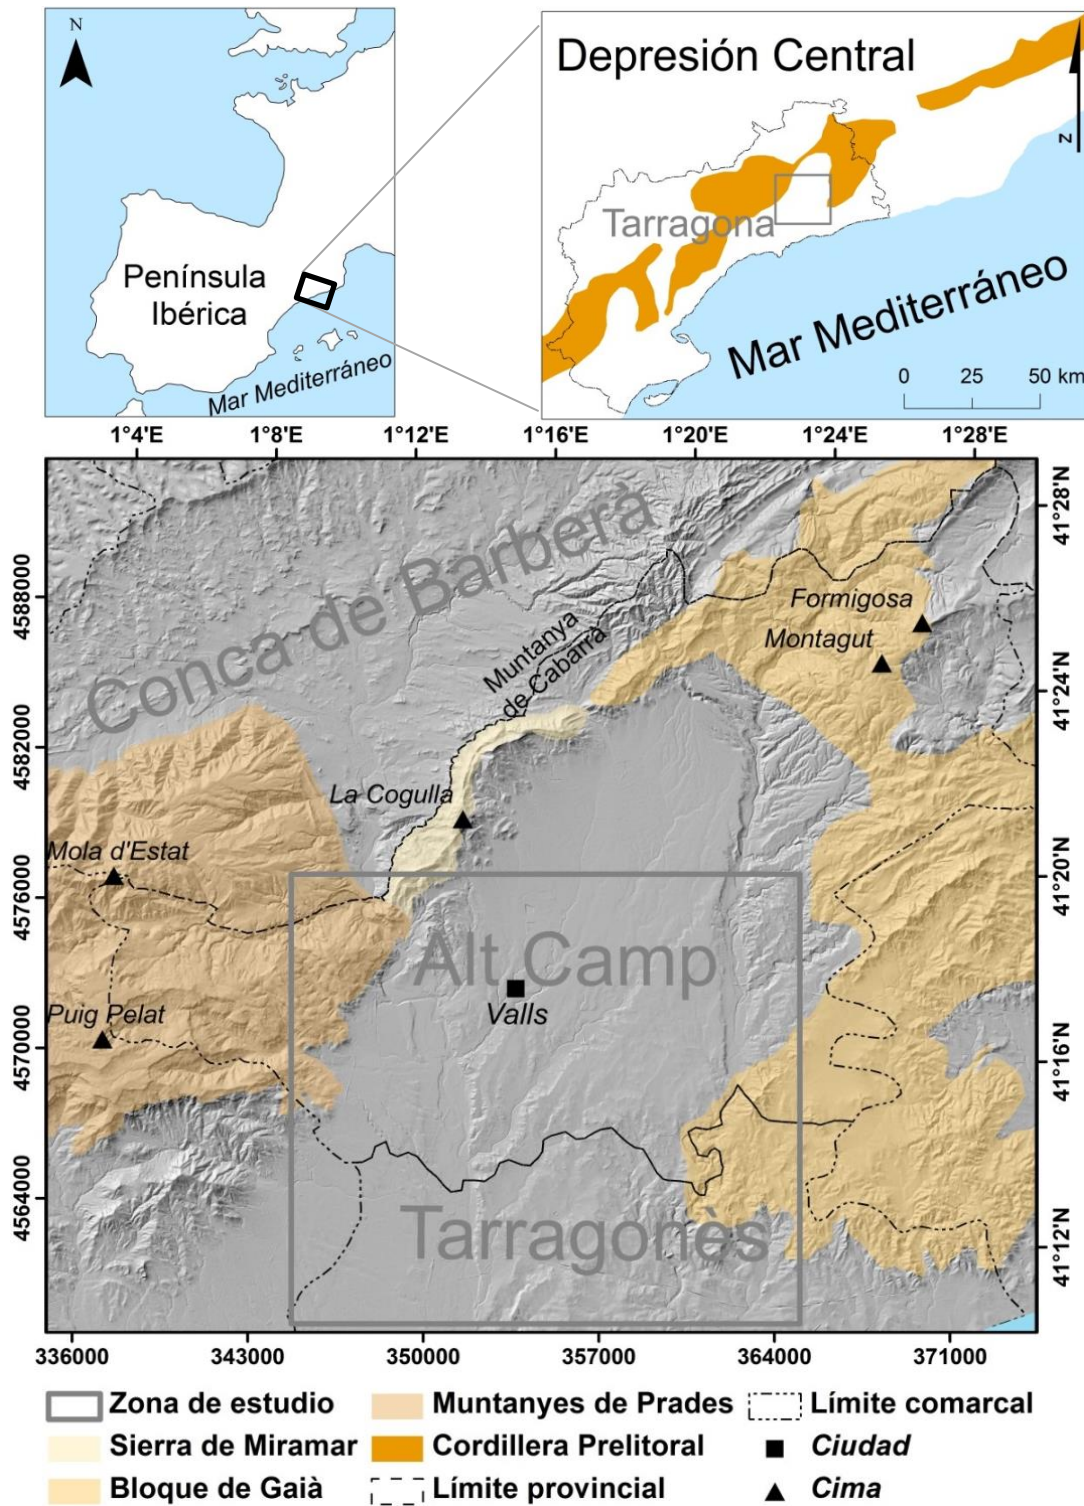 N
Península
Ibérica
Mar Mediterráneo
Depresión Central
N
Tarragona
Mar Mediterráneo
0 25 50 km
1°4'E 1°8'E 1°12'E 1°16'E 1°20'E 1°24'E 1°28'E
41°28'N
41°24'N
41°20'N
41°16'N
41°12'N
4588000
4582000
4576000
4570000
4564000
Conca de Barberà
Muntanya
de Cabarra
Formigosa
Montagut
La Cogulla
Mola d'Estat
Alt Camp
Valls
Puig Pelat
Tarragonès
336000 343000 350000 357000 364000 371000
Zona de estudio
Muntanyes de Prades
Límite comarcal
Sierra de Miramar
Cordillera Prelitoral
Ciudad
Bloque de Gaià
Límite provincial
Cima